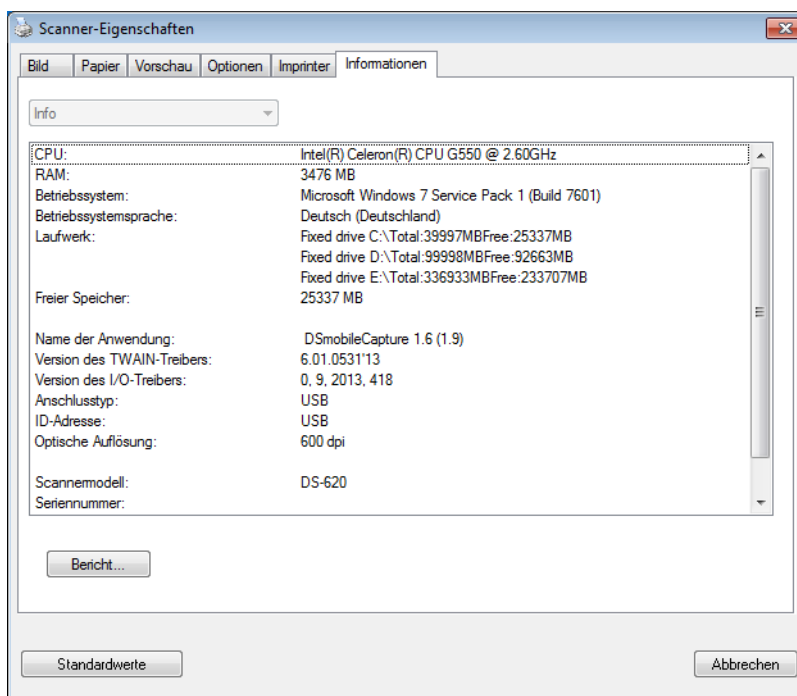 Scanner-Eigenschaften
Bild Papier Vorschau Optionen Imprinter Informationen
Info
CPU: Intel(R) Celeron(R) CPU G550 @ 2.60GHz
RAM: 3476 MB
Betriebssystem: Microsoft Windows 7 Service Pack 1 (Build 7601)
Betriebssystemsprache: Deutsch (Deutschland)
Laufwerk: Fixed drive C:\Total:39997MBFree:25337MB
Fixed drive D:\Total:99998MBFree:92663MB
Fixed drive E:\Total:336933MBFree:233707MB
Freier Speicher: 25337 MB
Name der Anwendung: DSmobileCapture 1.6 (1.9)
Version des TWAIN-Treibers: 6.01.0531'13
Version des I/O-Treibers: 0, 9, 2013, 418
Anschlusstyp: USB
ID-Adresse: USB
Optische Auflösung: 600 dpi
Scannermodell: DS-620
Seriennummer:
Bericht...
Standardwerte Abbrechen